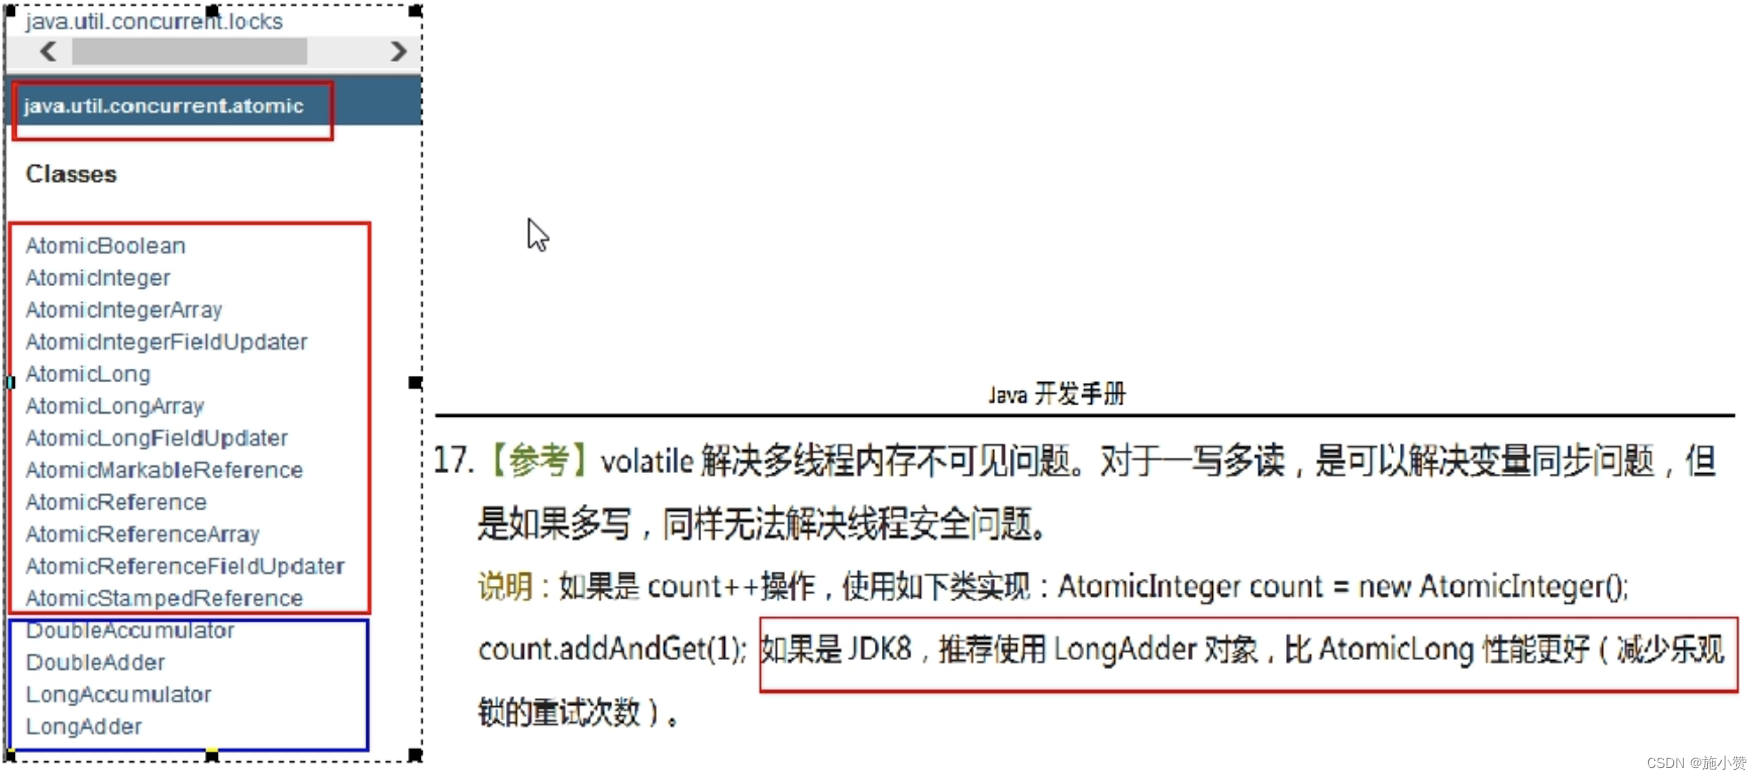 java.util.concurrent.locks
java.util.concurrent.atomic
Classes
AtomicBoolean
AtomicInteger
AtomicIntegerArray
AtomicIntegerFieldUpdater
AtomicLong
AtomicLongArray
AtomicLongFieldUpdater
AtomicMarkableReference
AtomicReference
AtomicReferenceArray
AtomicReferenceFieldUpdater
AtomicStampedReference
DoubleAccumulator
DoubleAdder
LongAccumulator
LongAdder
Java 开发手册
17.【参考】volatile 解决多线程内存不可见问题。对于一写多读，是可以解决变量同步问题，但
是如果多写，同样无法解决线程安全问题。
说明：如果是 count++操作，使用如下类实现：AtomicInteger count = new AtomicInteger();
count.addAndGet(1); 如果是 JDK8，推荐使用 LongAdder 对象，比 AtomicLong 性能更好（减少乐观
锁的重试次数）。
CSDN @施小赞